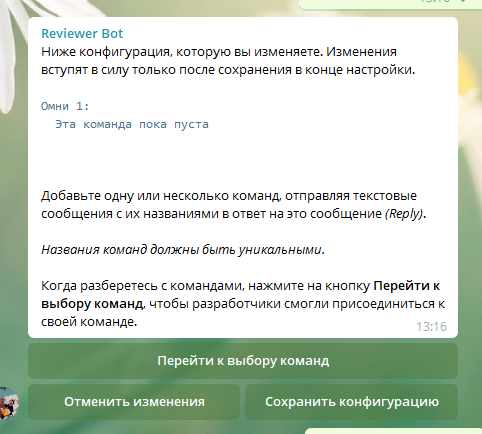 Reviewer Bot
Ниже конфигурация, которую вы изменяете. Изменения
вступят в силу только после сохранения в конце настройки.
Омни 1:
Эта команда пока пуста
Добавьте одну или несколько команд, отправляя текстовые
сообщения с их названиями в ответ на это сообщение (Reply).
Названия команд должны быть уникальными.
Когда разберетесь с командами, нажмите на кнопку Перейти к
выбору команд, чтобы разработчики смогли присоединиться к
своей команде.
13:16
Перейти к выбору команд
Отменить изменения
Сохранить конфигурацию